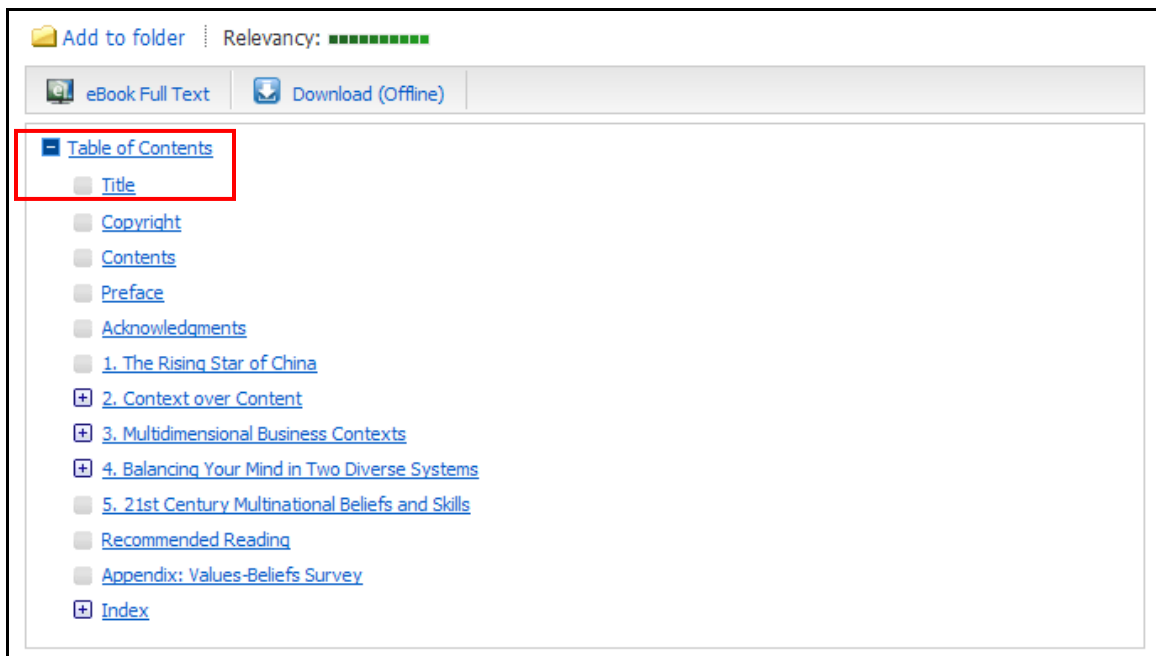 Add to folder Relevancy:
eBook Full Text Download (Offline)
Table of Contents
Title
Copyright
Contents
Preface
Acknowledgments
1. The Rising Star of China
2. Context over Content
3. Multidimensional Business Contexts
4. Balancing Your Mind in Two Diverse Systems
5. 21st Century Multinational Beliefs and Skills
Recommended Reading
Appendix: Values-Beliefs Survey
Index